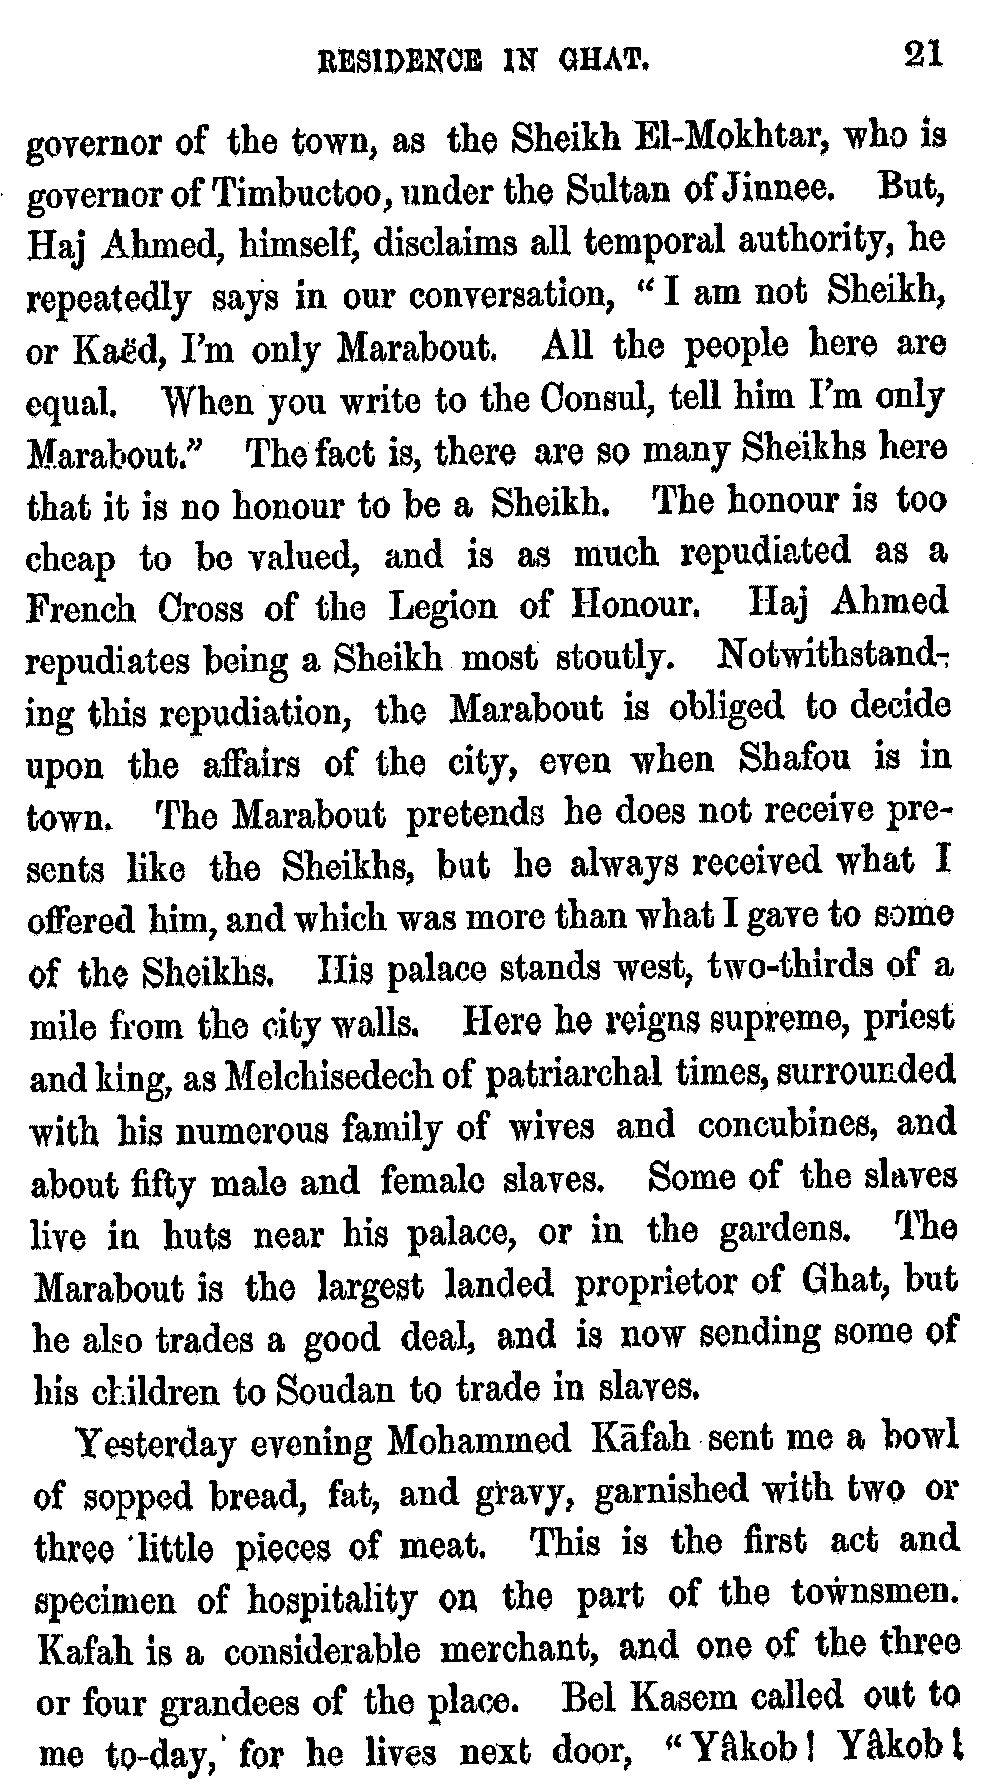 RESIDENCE IN GHAT. 21
governor of the town, as the Sheikh El-Mokhtar, who is
governor of Timbuctoo, under the Sultan of Jinnee. But,
Haj Ahmed, himself, disclaims all temporal authority, he
repeatedly says in our conversation, “I am not Sheikh,
or Kaëd, I’m only Marabout. All the people here are
equal. When you write to the Consul, tell him I’m only
Marabout.” The fact is, there are so many Sheikhs here
that it is no honour to be a Sheikh. The honour is too
cheap to be valued, and is as much repudiated as a
French Cross of the Legion of Honour. Haj Ahmed
repudiates being a Sheikh most stoutly. Notwithstand-
ing this repudiation, the Marabout is obliged to decide
upon the affairs of the city, even when Shafou is in
town. The Marabout pretends he does not receive pre-
sents like the Sheikhs, but he always received what I
offered him, and which was more than what I gave to some
of the Sheikhs. His palace stands west, two-thirds of a
mile from the city walls. Here he reigns supreme, priest
and king, as Melchisedech of patriarchal times, surrounded
with his numerous family of wives and concubines, and
about fifty male and female slaves. Some of the slaves
live in huts near his palace, or in the gardens. The
Marabout is the largest landed proprietor of Ghat, but
he also trades a good deal, and is now sending some of
his children to Soudan to trade in slaves.
Yesterday evening Mohammed Kāfah sent me a bowl
of sopped bread, fat, and gravy, garnished with two or
three little pieces of meat. This is the first act and
specimen of hospitality on the part of the townsmen.
Kafah is a considerable merchant, and one of the three
or four grandees of the place. Bel Kasem called out to
me to-day, for he lives next door, “Yâkob! Yâkob!